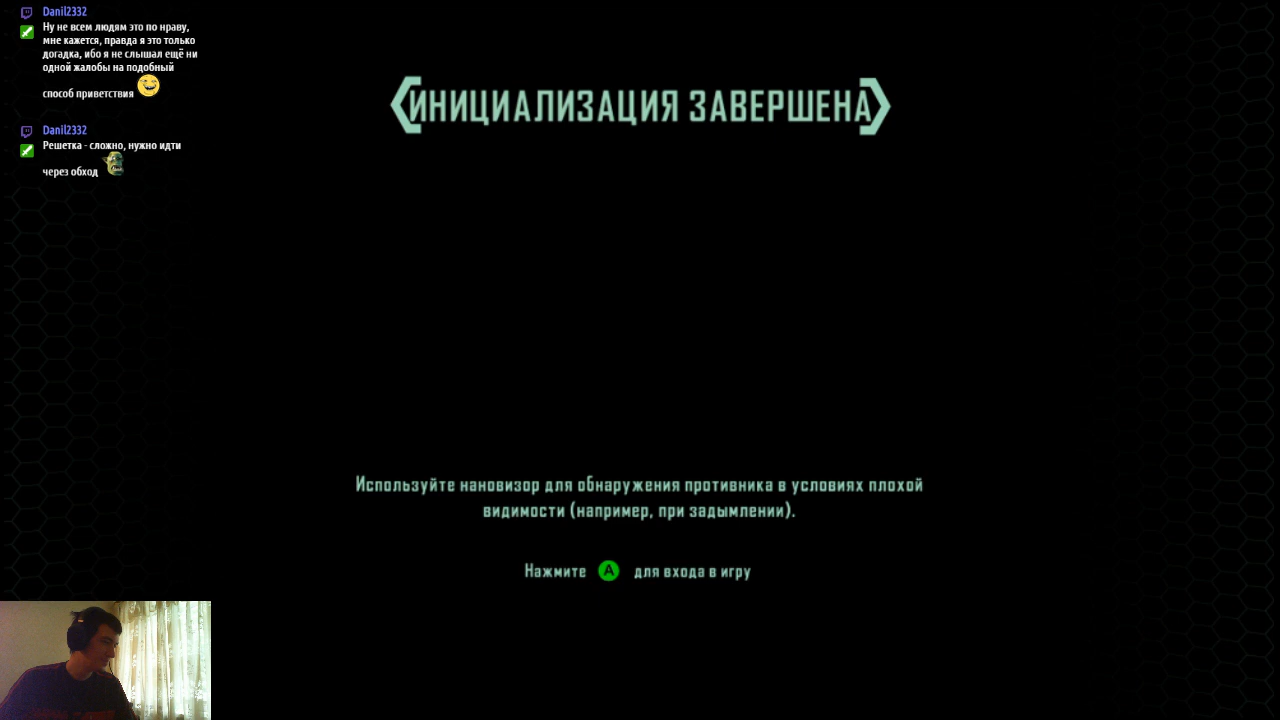 Danil2332
Ну не всем людям это по нраву,
мне кажется, правда я это только
догадка, ибо я не слышал ещё ни
одной жалобы на подобный
способ приветствия
Danil2332
Решетка - сложно, нужно идти
через обход
ИНИЦИАЛИЗАЦИЯ ЗАВЕРШЕНА
Используйте нановизор для обнаружения противника в условиях плохой
видимости (например, при задымлении).
Нажмите A для входа в игру